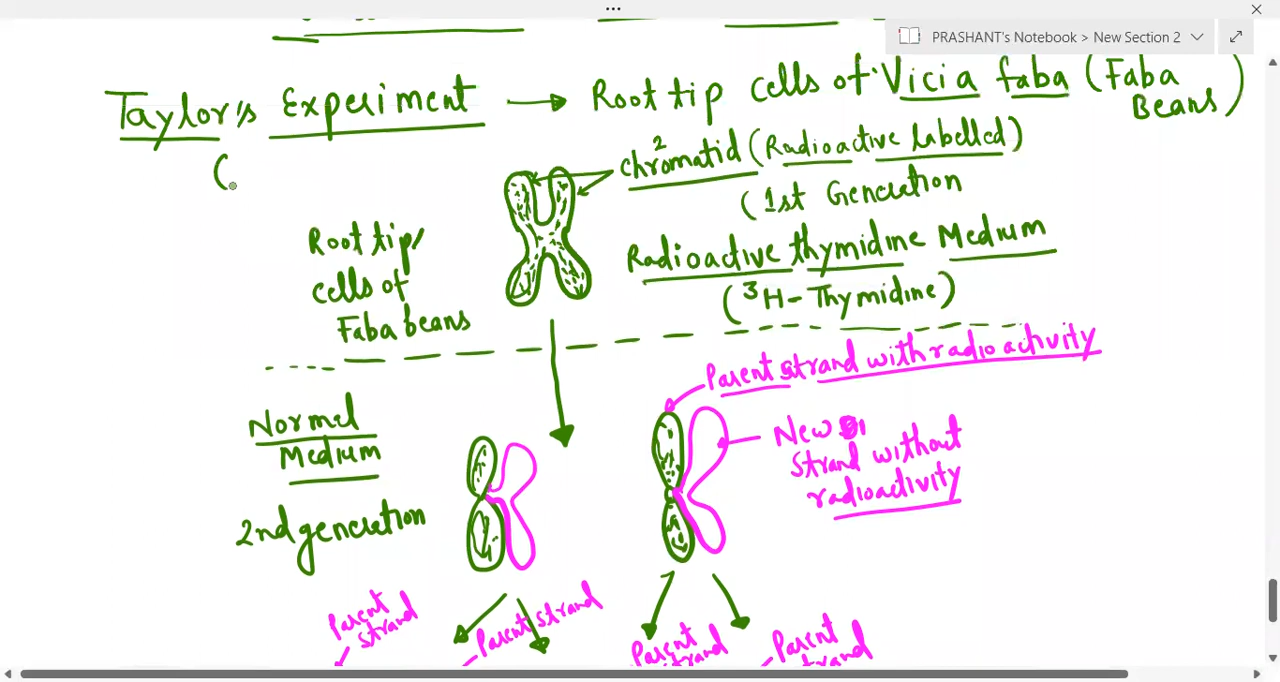 PRASHANT's Notebook > New Section 2
Taylor's Experiment → Root tip cells of Vicia faba (Faba
Beans)
(
2
chromatid (Radioactive labelled)
(1st Generation
Root tip
cells of
Faba beans
Radioactive thymidine Medium
(³H-Thymidine)
Parent strand with radioactivity
Normal
Medium
2nd generation
New
strand without
radioactivity
Parent
strand
Parent strand
Parent
strand
Parent
strand